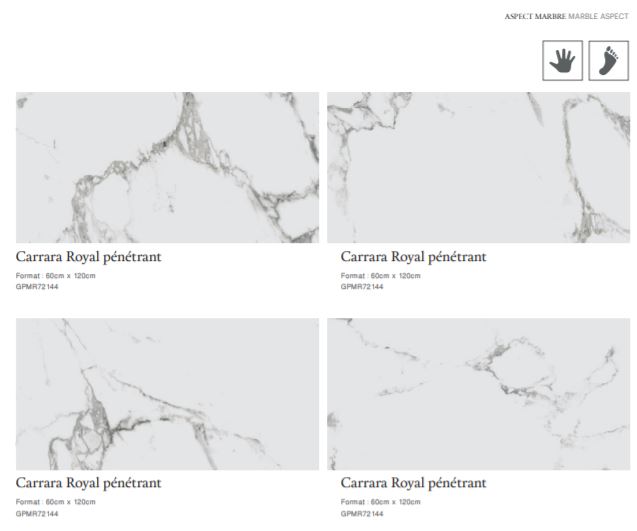 ASPECT MARBRE MARBLE ASPECT
Carrara Royal pénétrant
Format : 60cm x 120cm
GPMR72144
Carrara Royal pénétrant
Format : 60cm x 120cm
GPMR72144
Carrara Royal pénétrant
Format : 60cm x 120cm
GPMR72144
Carrara Royal pénétrant
Format : 60cm x 120cm
GPMR72144